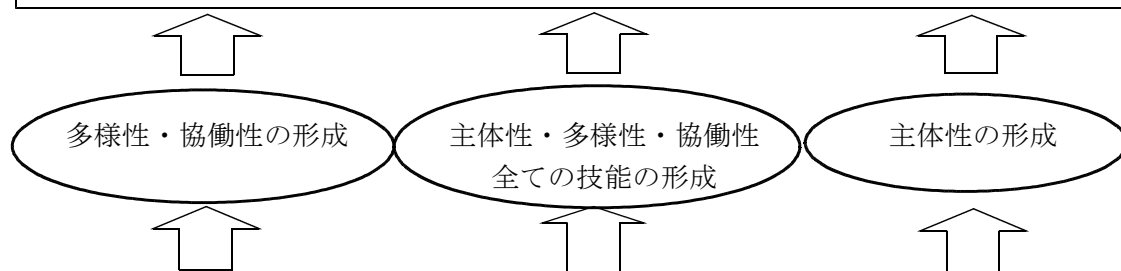 多様性・協働性の形成
主体性・多様性・協働性
全ての技能の形成
主体性の形成